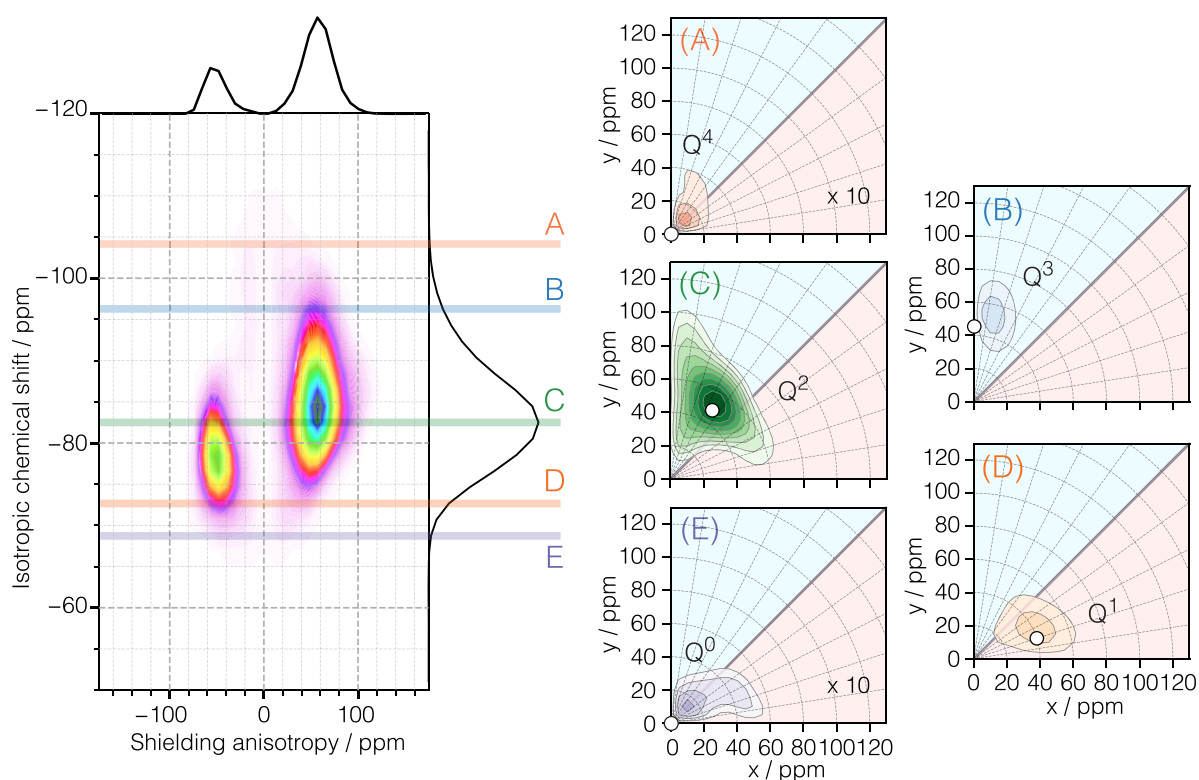 −120
−100
−80
−60
Isotropic chemical shift / ppm
−100 0 100
Shielding anisotropy / ppm
A
B
C
D
E
(A)
Q⁴
x 10
120
100
80
60
40
20
0
y / ppm
(B)
Q³
120
100
80
60
40
20
0
y / ppm
(C)
Q²
120
100
80
60
40
20
0
y / ppm
(D)
Q¹
120
100
80
60
40
20
0
y / ppm
0 20 40 60 80 100 120
x / ppm
(E)
Q⁰
x 10
120
100
80
60
40
20
0
y / ppm
0 20 40 60 80 100 120
x / ppm